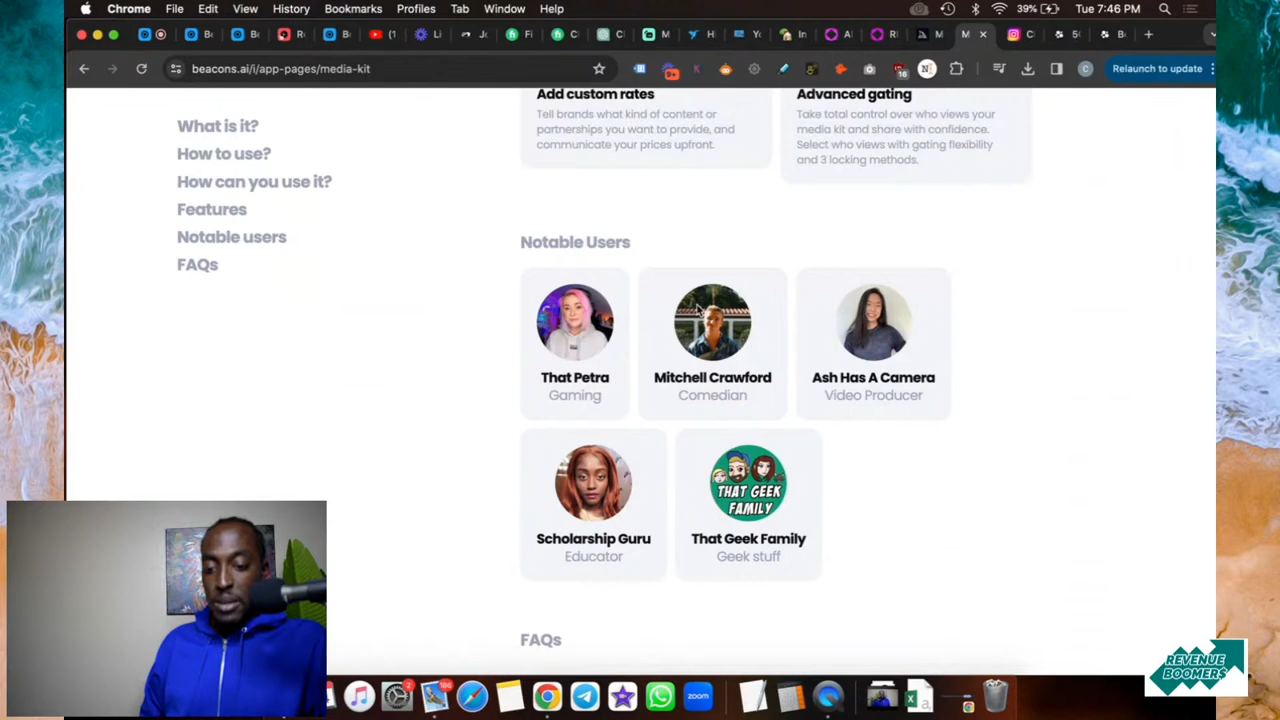 Chrome File Edit View History Bookmarks Profiles Tab Window Help 39% Tue 7:46 PM
beacons.ai/i/app-pages/media-kit Relaunch to update
What is it?
How to use?
How can you use it?
Features
Notable users
FAQs
Add custom rates
Tell brands what kind of content or
partnerships you want to provide, and
communicate your prices upfront.
Advanced gating
Take total control over who views your
media kit and share with confidence.
Select who views with gating flexibility
and 3 locking methods.
Notable Users
That Petra
Gaming
Mitchell Crawford
Comedian
Ash Has A Camera
Video Producer
Scholarship Guru
Educator
THAT GEEK
FAMILY
That Geek Family
Geek stuff
FAQs
zoom
REVENUE
BOOMERS